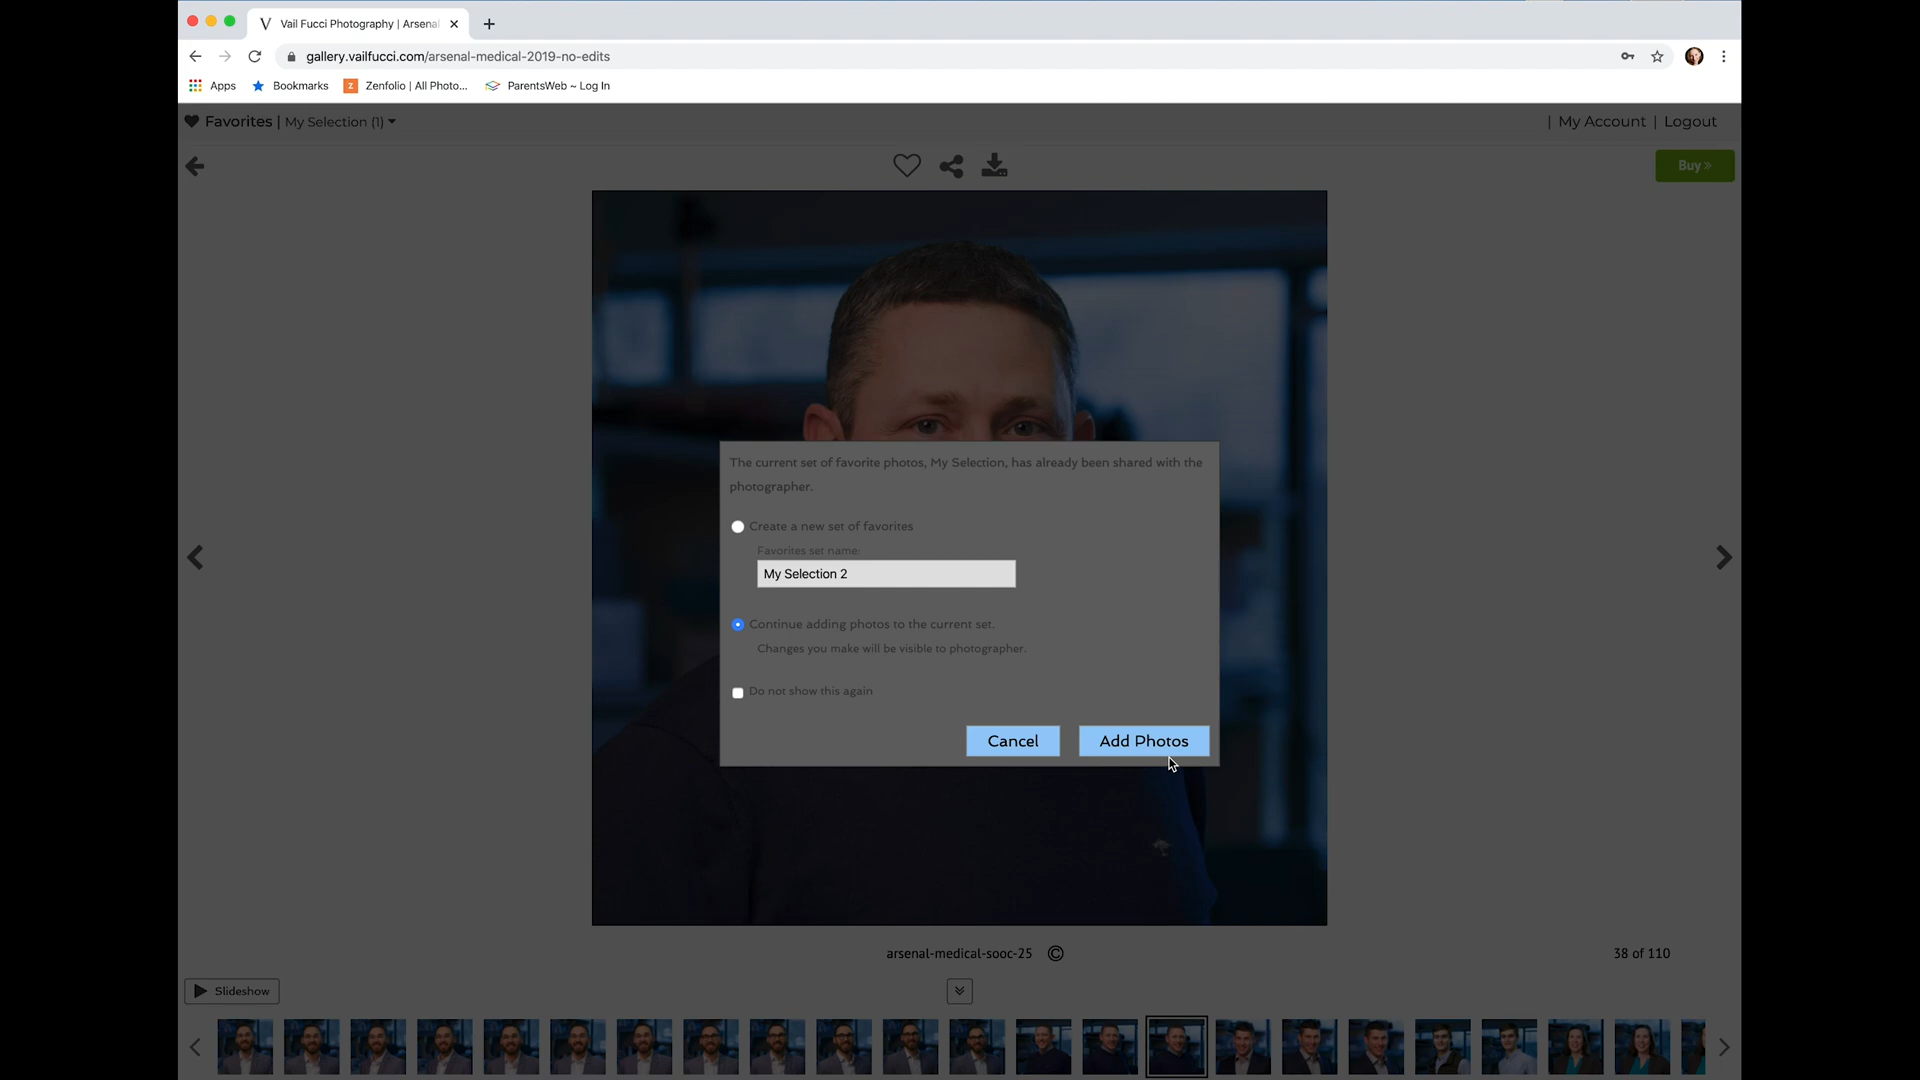 Vail Fucci Photography | Arsenal
gallery.vailfucci.com/arsenal-medical-2019-no-edits
Apps Bookmarks Zenfolio | All Photo... ParentsWeb ~ Log In
Favorites | My Selection (1) | My Account | Logout
Buy »
The current set of favorite photos, My Selection, has already been shared with the
photographer.
Create a new set of favorites
Favorites set name:
My Selection 2
Continue adding photos to the current set.
Changes you make will be visible to photographer.
Do not show this again
Cancel Add Photos
arsenal-medical-sooc-25 © 38 of 110
Slideshow